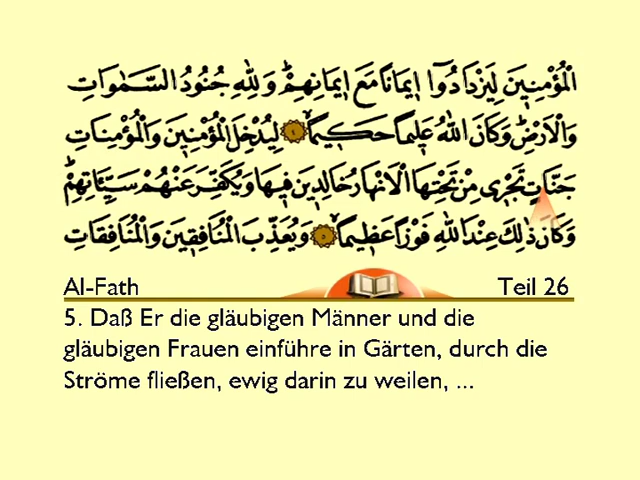 الْمُؤْمِنِينَ لِيَزْدَادُوٓا اِيمَانًا مَعَ اِيمَانِهِمْۜ وَلِلّٰهِ جُنُودُ السَّمٰوَاتِ
وَالْاَرْضِۜ وَكَانَ اللّٰهُ عَلِيمًا حَكِيمًا ٤ لِيُدْخِلَ الْمُؤْمِنِينَ وَالْمُؤْمِنَاتِ
جَنَّاتٍ تَجْرِى مِنْ تَحْتِهَا الْاَنْهَارُ خَالِدِينَ فِيهَا وَيُكَفِّرَ عَنْهُمْ سَيِّـَٔاتِهِمْۜ
وَكَانَ ذٰلِكَ عِنْدَ اللّٰهِ فَوْزًا عَظِيمًا ٥ وَيُعَذِّبَ الْمُنَافِقِينَ وَالْمُنَافِقَاتِ
Al-Fath Teil 26
5. Daß Er die gläubigen Männer und die
gläubigen Frauen einführe in Gärten, durch die
Ströme fließen, ewig darin zu weilen, ...